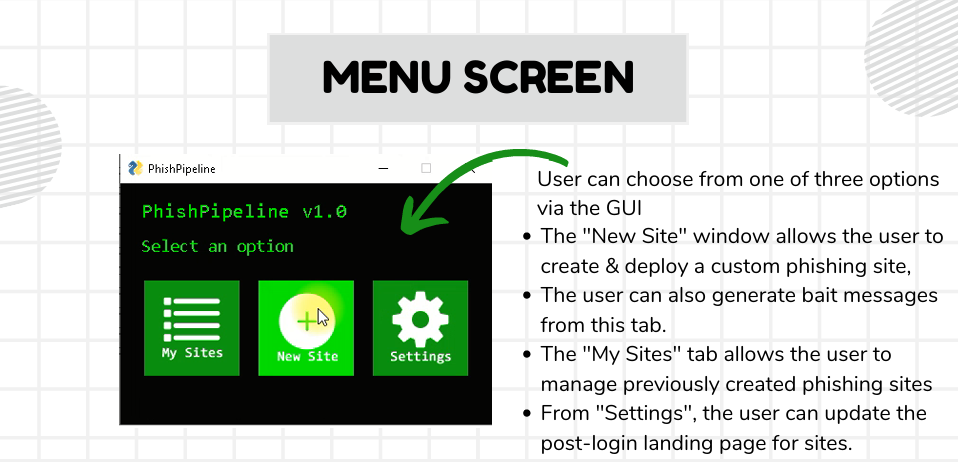 MENU SCREEN
PhishPipeline
PhishPipeline v1.0
Select an option
My Sites
New Site
Settings
User can choose from one of three options
via the GUI
• The "New Site" window allows the user to
create & deploy a custom phishing site,
• The user can also generate bait messages
from this tab.
• The "My Sites" tab allows the user to
manage previously created phishing sites
• From "Settings", the user can update the
post-login landing page for sites.